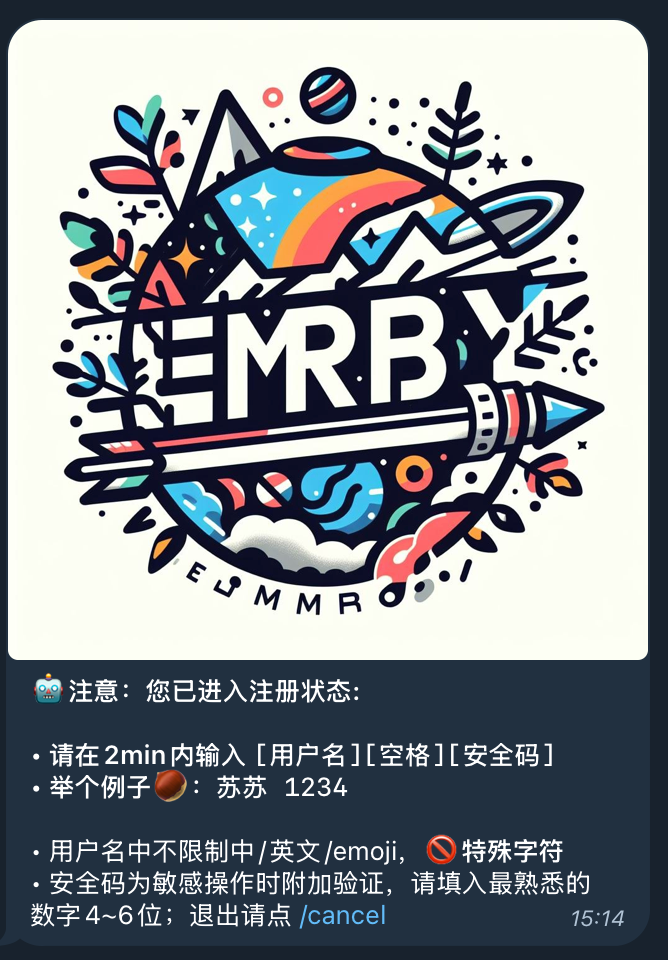 EMRBY
EJMMRO
🤖注意：您已进入注册状态:
• 请在2min内输入 [用户名][空格][安全码]
• 举个例子🌰：苏苏 1234
• 用户名中不限制中/英文/emoji，🚫特殊字符
• 安全码为敏感操作时附加验证，请填入最熟悉的
数字4~6位；退出请点 /cancel
15:14